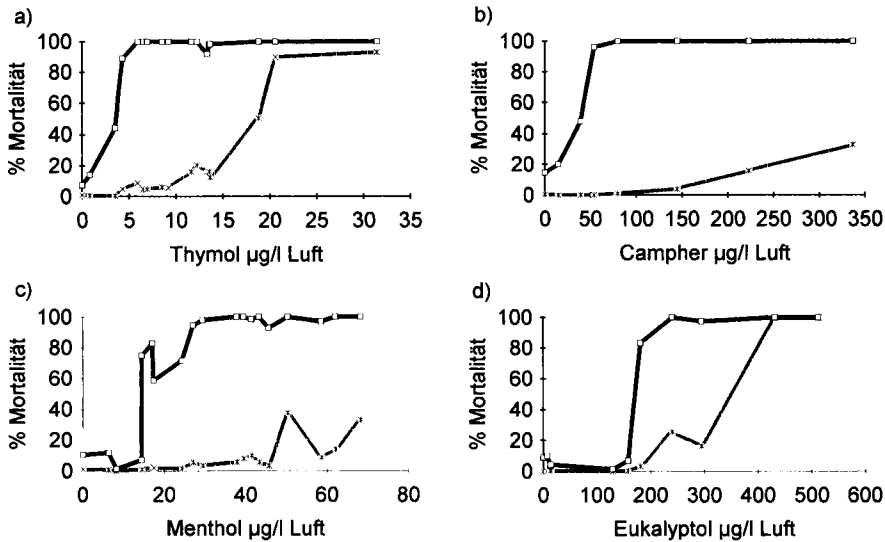 a)
% Mortalität
100
80
60
40
20
0
0 5 10 15 20 25 30 35
Thymol µg/l Luft
b)
% Mortalität
100
80
60
40
20
0
0 50 100 150 200 250 300 350
Campher µg/l Luft
c)
% Mortalität
100
80
60
40
20
0
0 20 40 60 80
Menthol µg/l Luft
d)
% Mortalität
100
80
60
40
20
0
0 100 200 300 400 500 600
Eukalyptol µg/l Luft